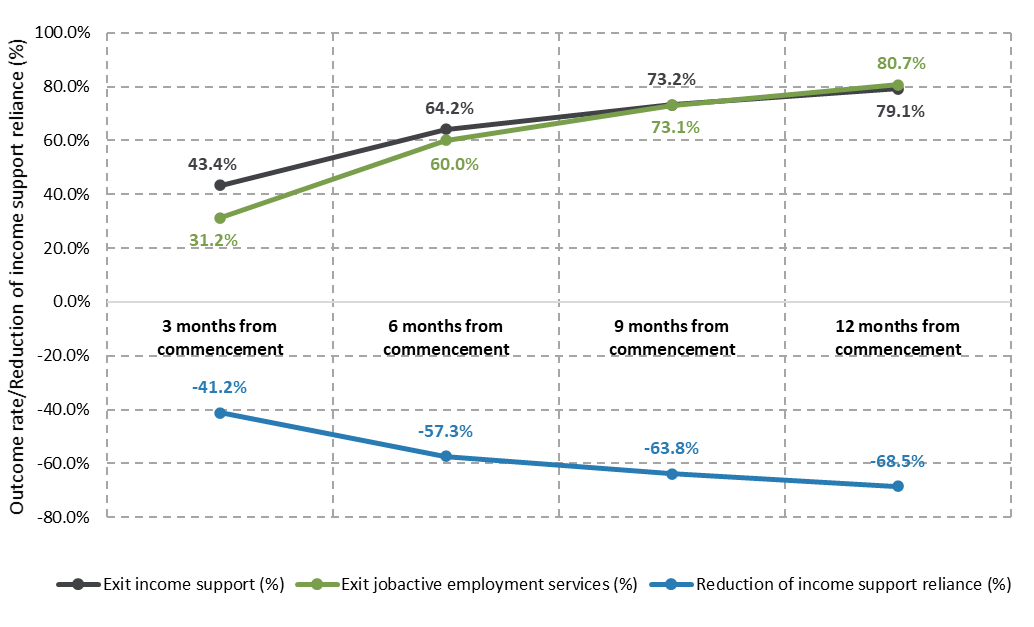 Outcome rate/Reduction of income support reliance (%)
100.0%
80.0%
60.0%
40.0%
20.0%
0.0%
-20.0%
-40.0%
-60.0%
-80.0%
43.4%
64.2%
73.2%
79.1%
31.2%
60.0%
73.1%
80.7%
3 months from
commencement
6 months from
commencement
9 months from
commencement
12 months from
commencement
-41.2%
-57.3%
-63.8%
-68.5%
Exit income support (%)
Exit jobactive employment services (%)
Reduction of income support reliance (%)